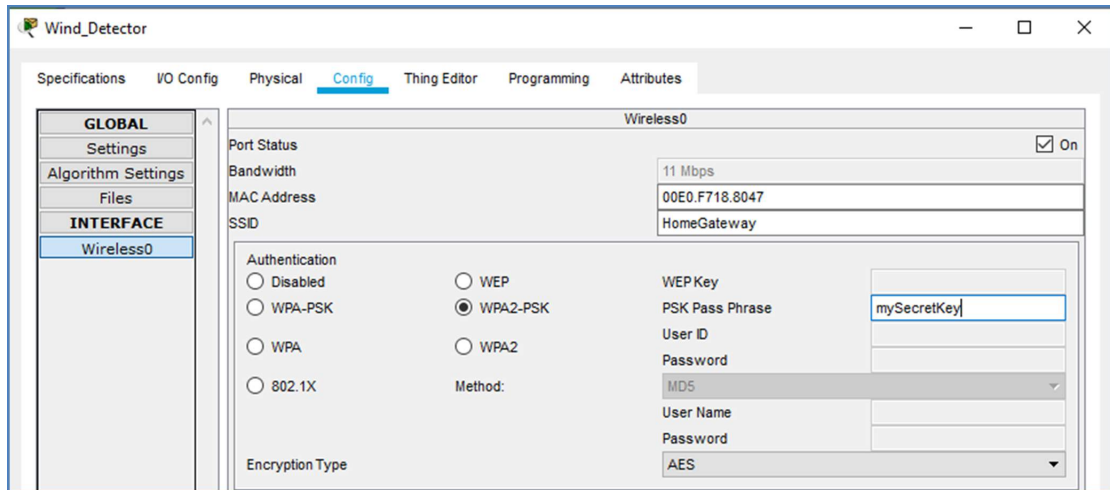 Wind_Detector
Specifications I/O Config Physical Config Thing Editor Programming Attributes
GLOBAL
Settings
Algorithm Settings
Files
INTERFACE
Wireless0
Wireless0
Port Status On
Bandwidth 11 Mbps
MAC Address 00E0.F718.8047
SSID HomeGateway
Authentication
Disabled WEP WEP Key
WPA-PSK WPA2-PSK PSK Pass Phrase mySecretKey
User ID
WPA WPA2
Password
802.1X Method: MD5
User Name
Password
Encryption Type AES